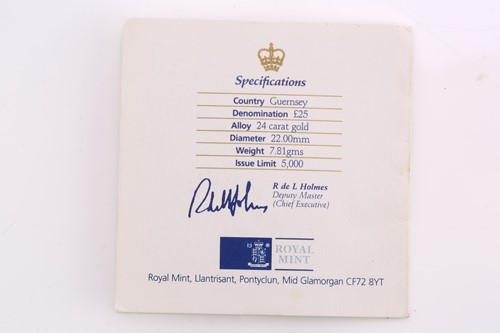 Specifications
Country Guernsey
Denomination £25
Alloy 24 carat gold
Diameter 22.00mm
Weight 7.81gms
Issue Limit 5,000
R de L Holmes
Deputy Master
(Chief Executive)
ROYAL
MINT
Royal Mint, Llantrisant, Pontyclun, Mid Glamorgan CF72 8YT